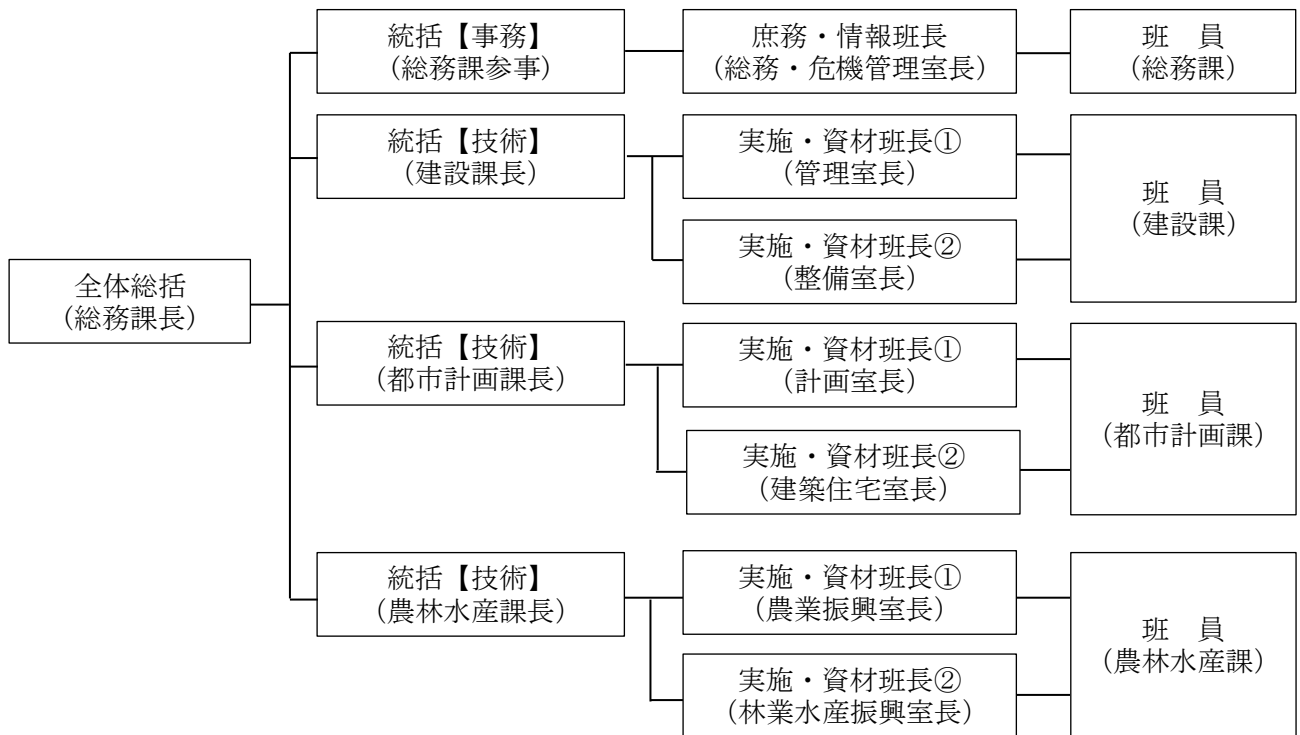 統括【事務】
(総務課参事)
庶務・情報班長
(総務・危機管理室長)
班　員
(総務課)
統括【技術】
(建設課長)
実施・資材班長①
(管理室長)
実施・資材班長②
(整備室長)
班　員
(建設課)
全体総括
(総務課長)
統括【技術】
(都市計画課長)
実施・資材班長①
(計画室長)
実施・資材班長②
(建築住宅室長)
班　員
(都市計画課)
統括【技術】
(農林水産課長)
実施・資材班長①
(農業振興室長)
実施・資材班長②
(林業水産振興室長)
班　員
(農林水産課)